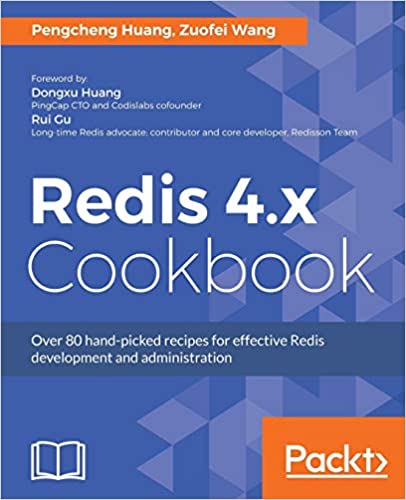 Pengcheng Huang, Zuofei Wang
Foreword by:
Dongxu Huang
PingCap CTO and Codislabs cofounder
Rui Gu
Long-time Redis advocate; contributor and core developer, Redisson Team
Redis 4.x
Cookbook
Over 80 hand-picked recipes for effective Redis
development and administration
Packt>